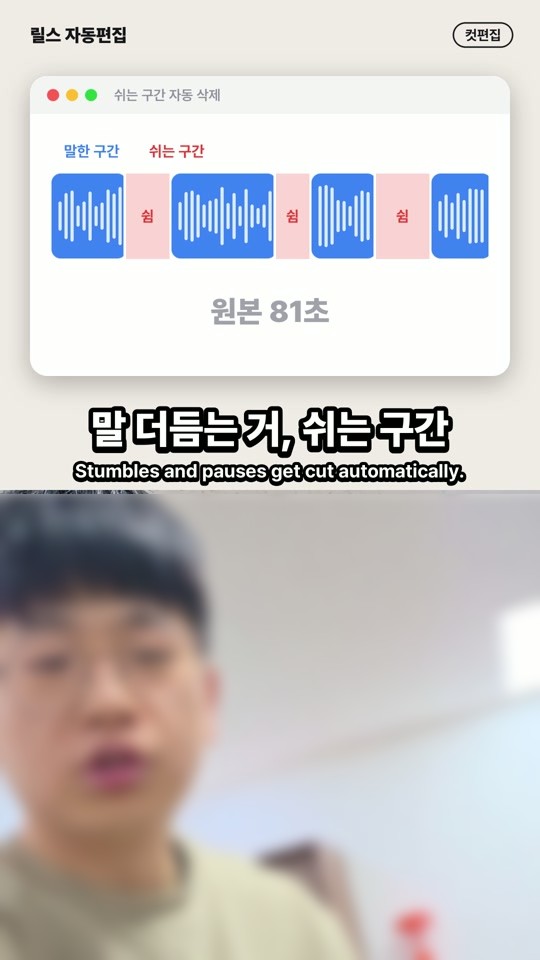 릴스 자동편집
컷편집
쉬는 구간 자동 삭제
말한 구간 쉬는 구간
쉼 쉼 쉼
원본 81초
말 더듬는 거, 쉬는 구간
Stumbles and pauses get cut automatically.